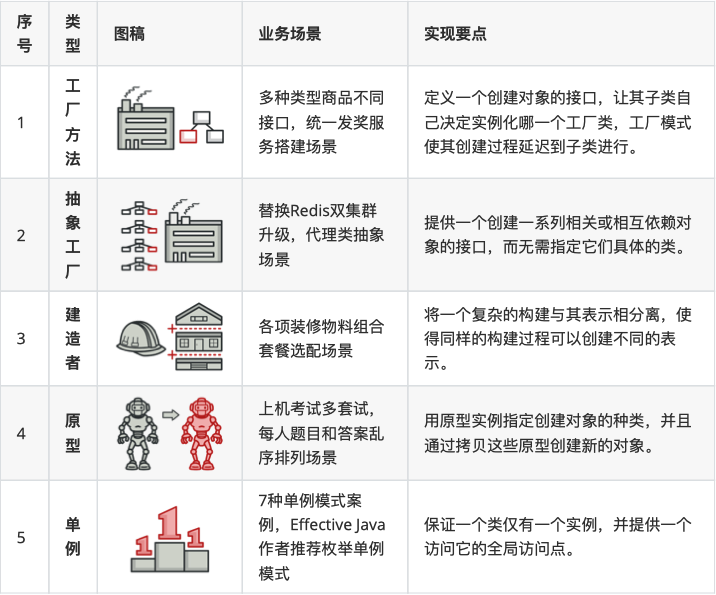 序号
类型
图稿
业务场景
实现要点
1
工厂方法
多种类型商品不同
接口，统一发奖服
务搭建场景
定义一个创建对象的接口，让其子类自
己决定实例化哪一个工厂类，工厂模式
使其创建过程延迟到子类进行。
2
抽象工厂
替换Redis双集群
升级，代理类抽象
场景
提供一个创建一系列相关或相互依赖对
象的接口，而无需指定它们具体的类。
3
建造者
各项装修物料组合
套餐选配场景
将一个复杂的构建与其表示相分离，使
得同样的构建过程可以创建不同的表
示。
4
原型
上机考试多套试，
每人题目和答案乱
序排列场景
用原型实例指定创建对象的种类，并且
通过拷贝这些原型创建新的对象。
1
1
1
5
单例
7种单例模式案
例，Effective Java
作者推荐枚举单例
模式
保证一个类仅有一个实例，并提供一个
访问它的全局访问点。